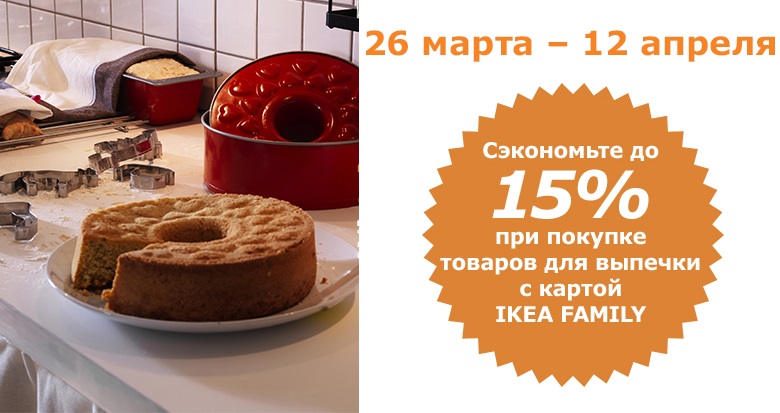 26 марта – 12 апреля
Сэкономьте до
15%
при покупке
товаров для выпечки
с картой
IKEA FAMILY